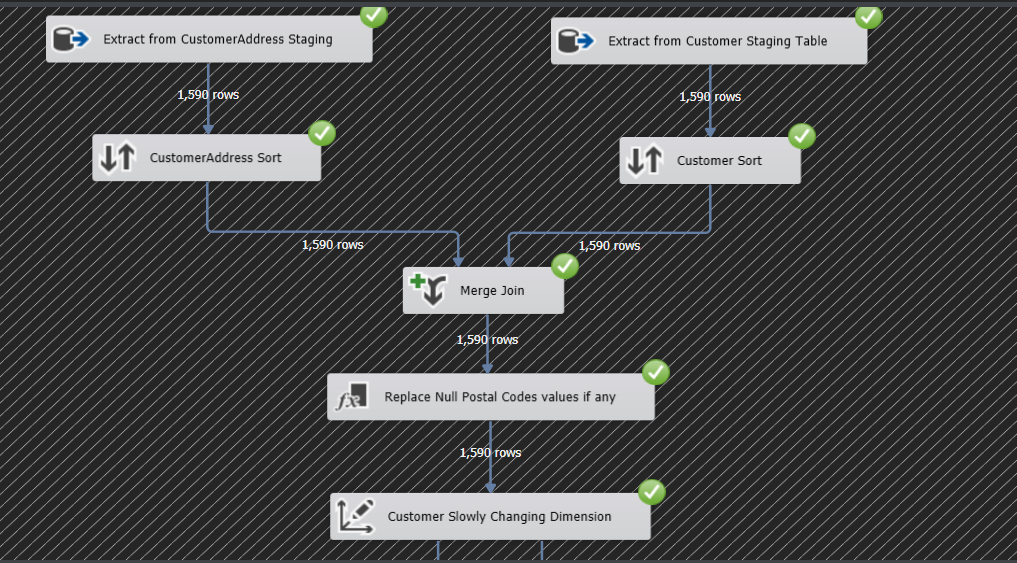 Extract from CustomerAddress Staging
Extract from Customer Staging Table
1,590 rows
1,590 rows
CustomerAddress Sort
Customer Sort
1,590 rows
1,590 rows
Merge Join
1,590 rows
fx
Replace Null Postal Codes values if any
1,590 rows
Customer Slowly Changing Dimension